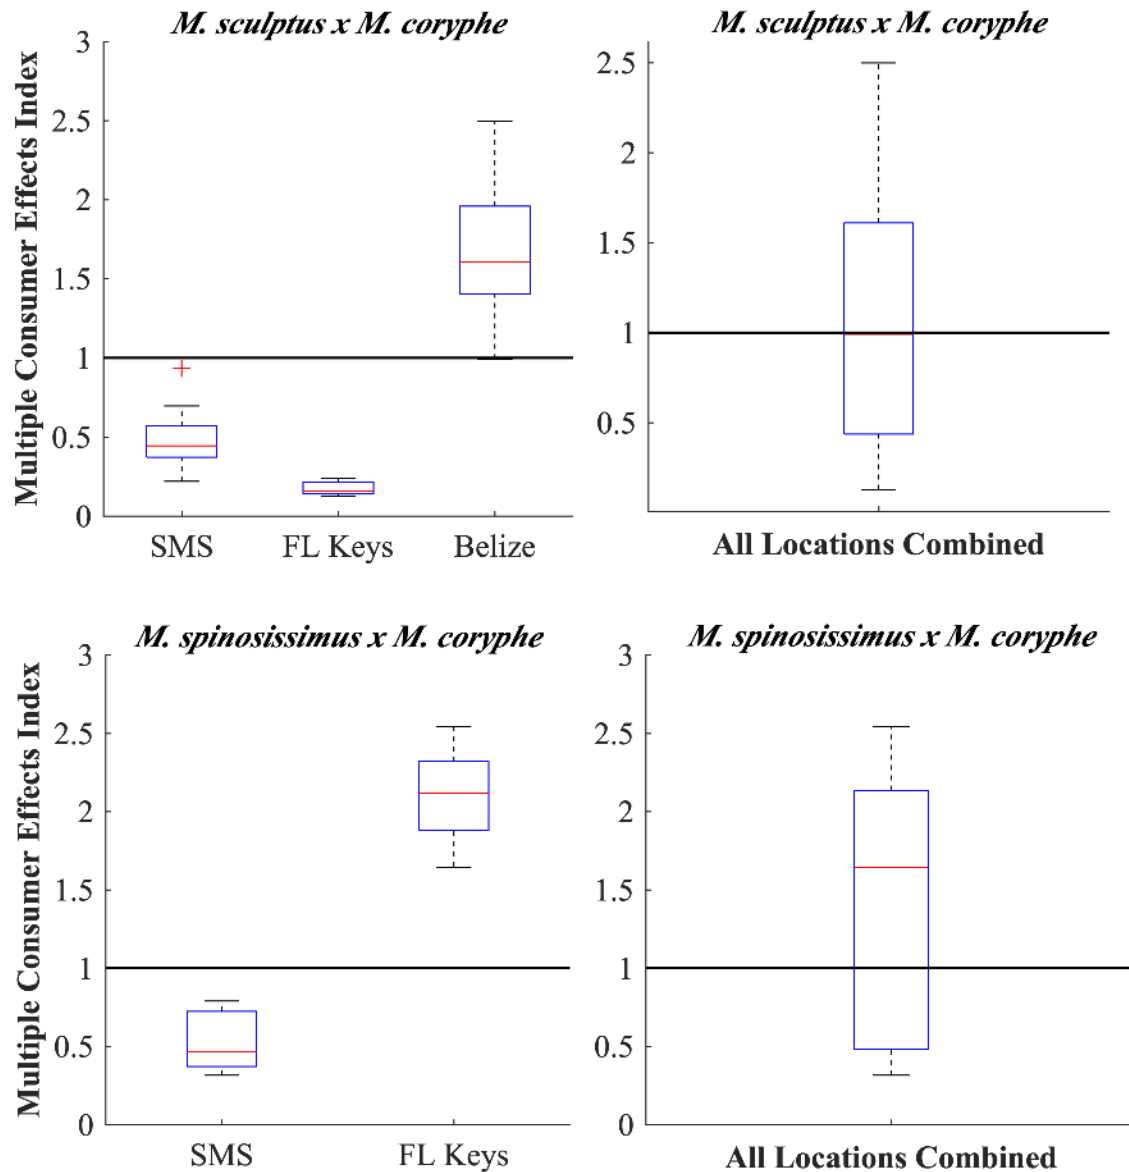 M. sculptus x M. coryphe
Multiple Consumer Effects Index
3
2.5
2
1.5
1
0.5
0
SMS FL Keys Belize
M. sculptus x M. coryphe
2.5
2
1.5
1
0.5
All Locations Combined
M. spinosissimus x M. coryphe
Multiple Consumer Effects Index
3
2.5
2
1.5
1
0.5
0
SMS FL Keys
M. spinosissimus x M. coryphe
3
2.5
2
1.5
1
0.5
0
All Locations Combined